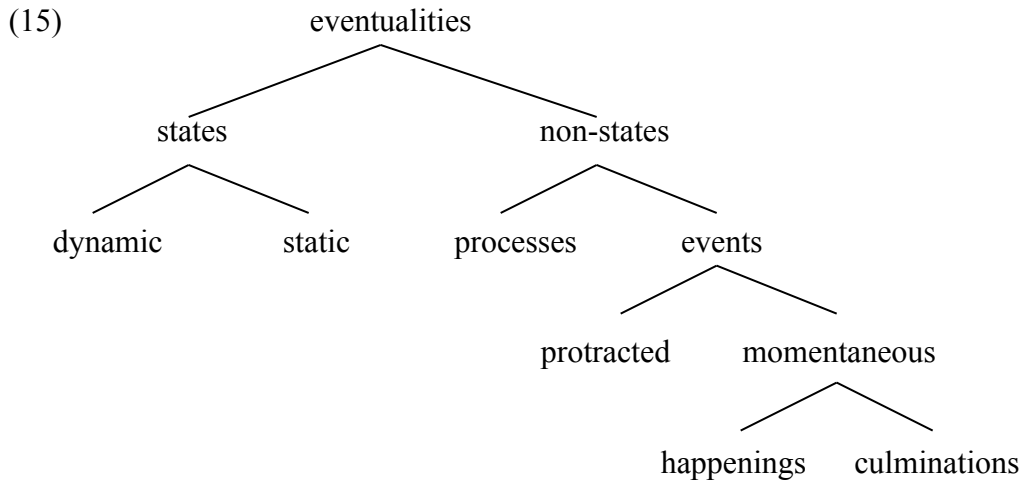 (15) eventualities
states non-states
dynamic static processes events
protracted momentaneous
happenings culminations